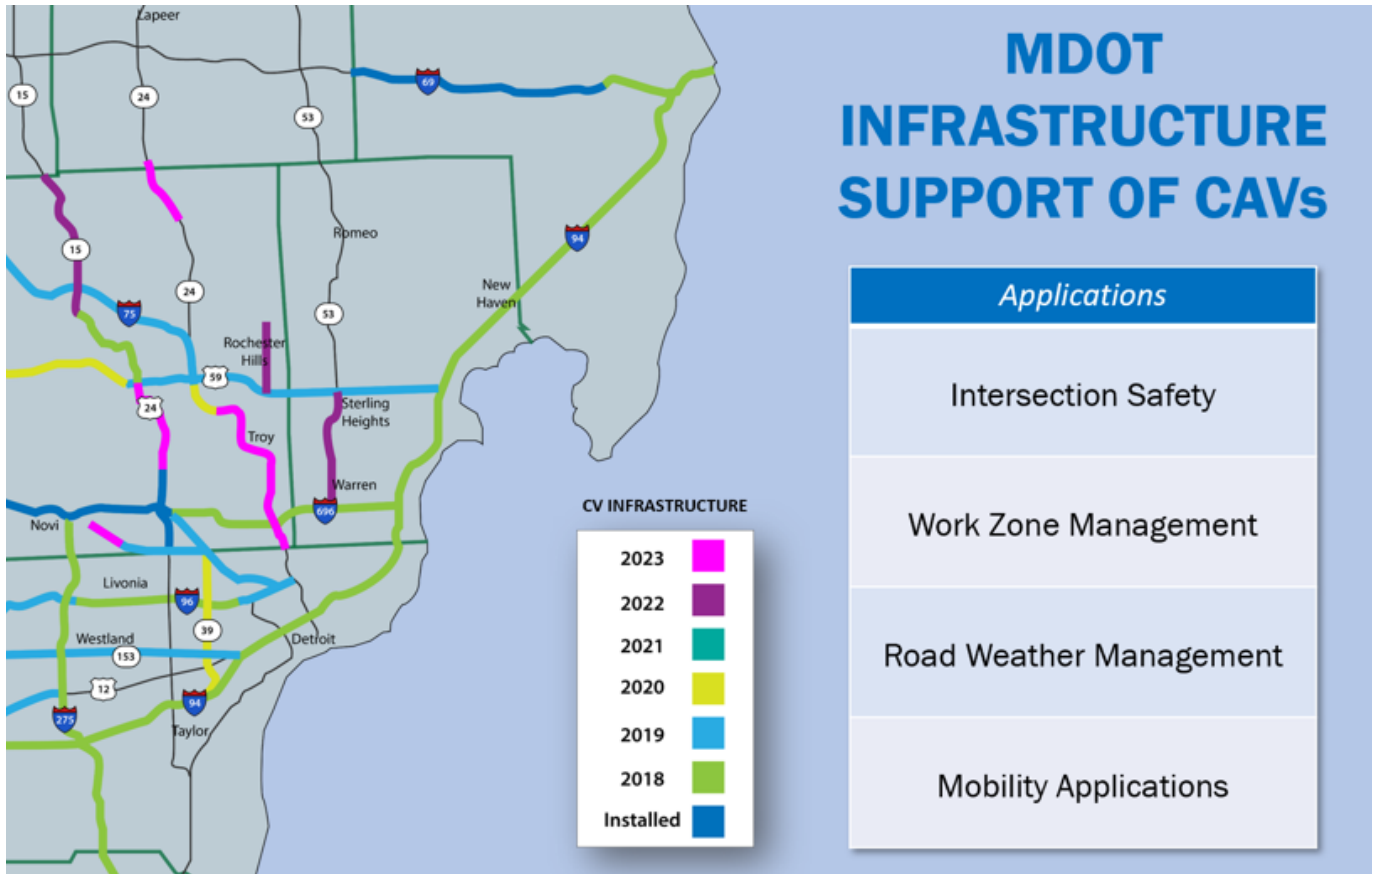 MDOT
INFRASTRUCTURE
SUPPORT OF CAVs
Applications
Intersection Safety
Work Zone Management
Road Weather Management
Mobility Applications
CV INFRASTRUCTURE
2023
2022
2021
2020
2019
2018
Installed
Lapeer
69
15
24
53
Romeo
94
15
24
New
Haven
75
53
Rochester
Hills
59
24
Sterling
Heights
Troy
Warren
696
Novi
Livonia
96
39
Westland
153
Detroit
12
94
275
Taylor